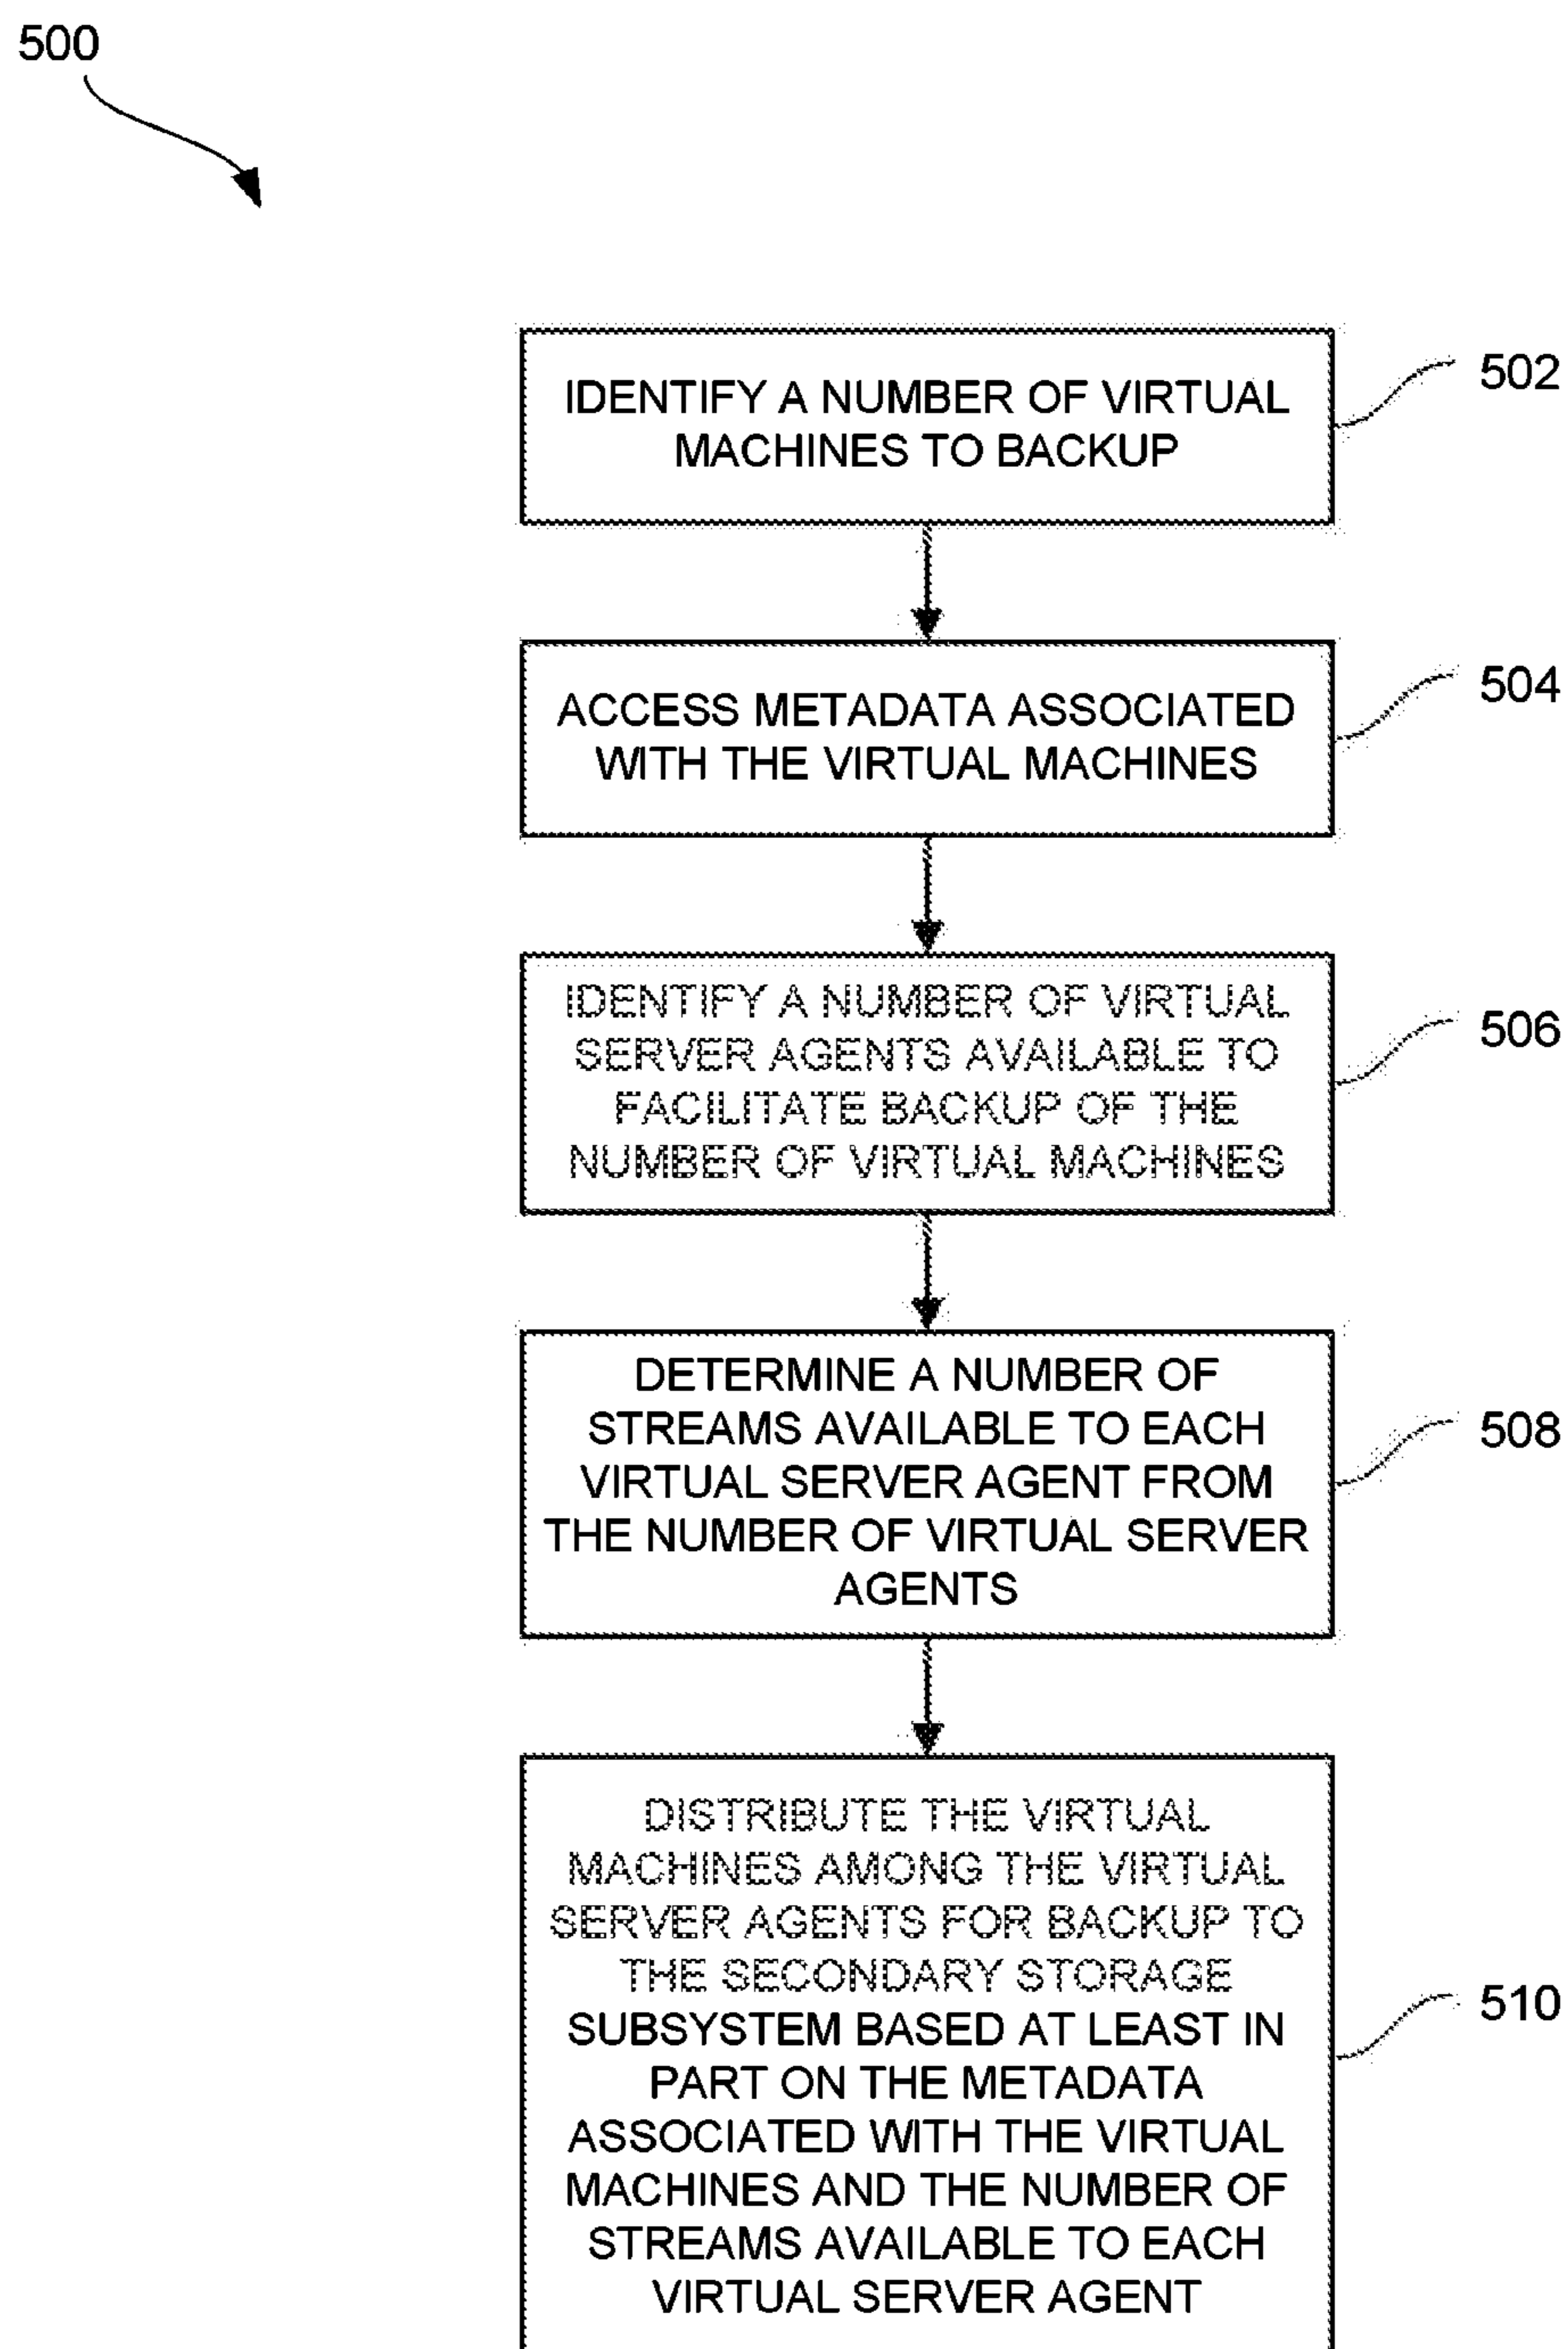 500
IDENTIFY A NUMBER OF VIRTUAL
MACHINES TO BACKUP
502
ACCESS METADATA ASSOCIATED
WITH THE VIRTUAL MACHINES
504
IDENTIFY A NUMBER OF VIRTUAL
SERVER AGENTS AVAILABLE TO
FACILITATE BACKUP OF THE
NUMBER OF VIRTUAL MACHINES
506
DETERMINE A NUMBER OF
STREAMS AVAILABLE TO EACH
VIRTUAL SERVER AGENT FROM
THE NUMBER OF VIRTUAL SERVER
AGENTS
508
DISTRIBUTE THE VIRTUAL
MACHINES AMONG THE VIRTUAL
SERVER AGENTS FOR BACKUP TO
THE SECONDARY STORAGE
SUBSYSTEM BASED AT LEAST IN
PART ON THE METADATA
ASSOCIATED WITH THE VIRTUAL
MACHINES AND THE NUMBER OF
STREAMS AVAILABLE TO EACH
VIRTUAL SERVER AGENT
510